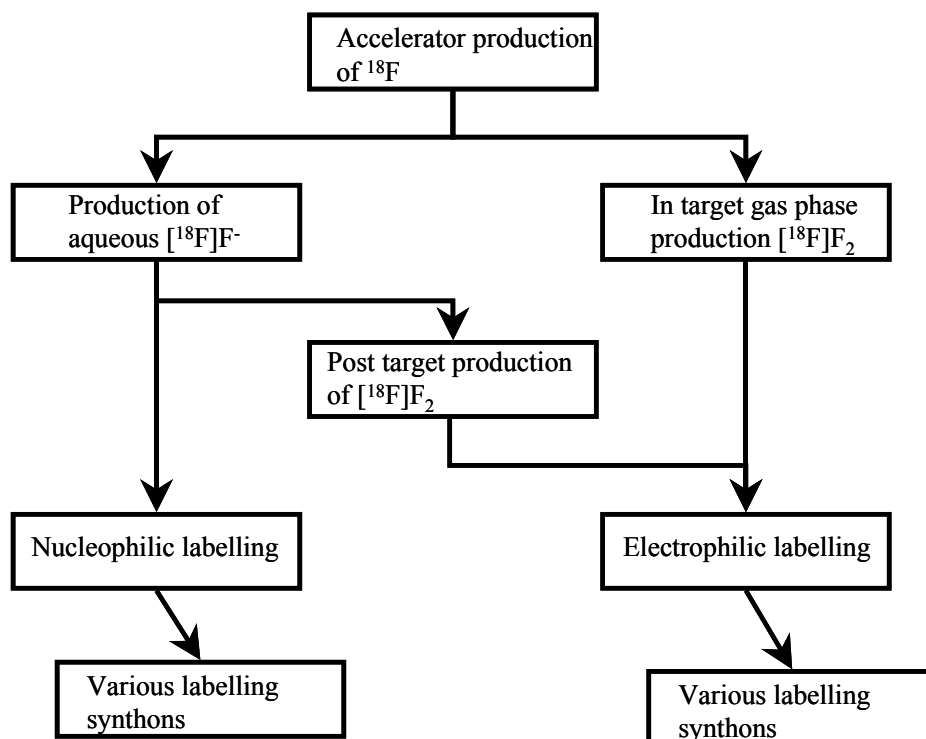 Accelerator production
of ¹⁸F
Production of
aqueous [¹⁸F]F⁻
In target gas phase
production [¹⁸F]F₂
Post target production
of [¹⁸F]F₂
Nucleophilic labelling
Electrophilic labelling
Various labelling
synthons
Various labelling
synthons